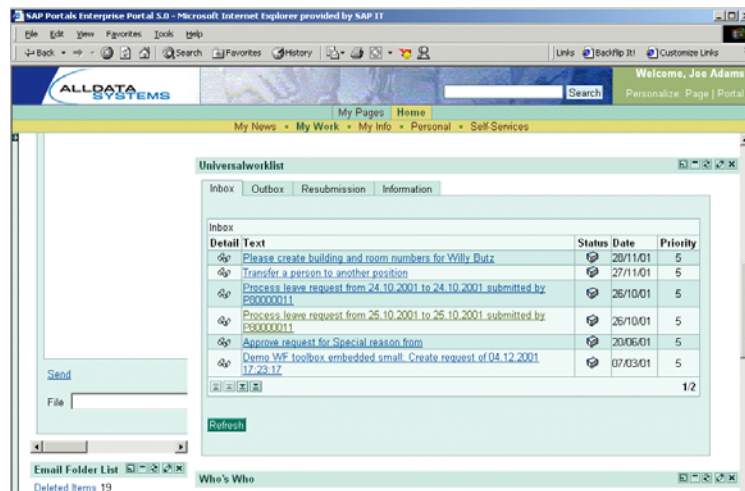 SAP Portals Enterprise Portal 5.0 - Microsoft Internet Explorer provided by SAP IT
File Edit View Favorites Tools Help
Back Search Favorites History Links Backflip It! Customize Links
ALLDATA SYSTEMS
Search
Welcome, Joe Adams
Personalize: Page | Portal
My Pages Home
My News • My Work • My Info • Personal • Self-Services
Universalworklist
Inbox Outbox Resubmission Information
Inbox
Detail Text Status Date Priority
Please create building and room numbers for Willy Butz 28/11/01 5
Transfer a person to another position 27/11/01 5
Process leave request from 24.10.2001 to 24.10.2001 submitted by
P80000011 26/10/01 5
Process leave request from 25.10.2001 to 25.10.2001 submitted by
P80000011 26/10/01 5
Approve request for Special reason from 20/06/01 5
Demo WF toolbox embedded small: Create request of 04.12.2001
17:23:17 07/03/01 5
1/2
Send
File
Refresh
Email Folder List
Deleted Items 19
Who's Who